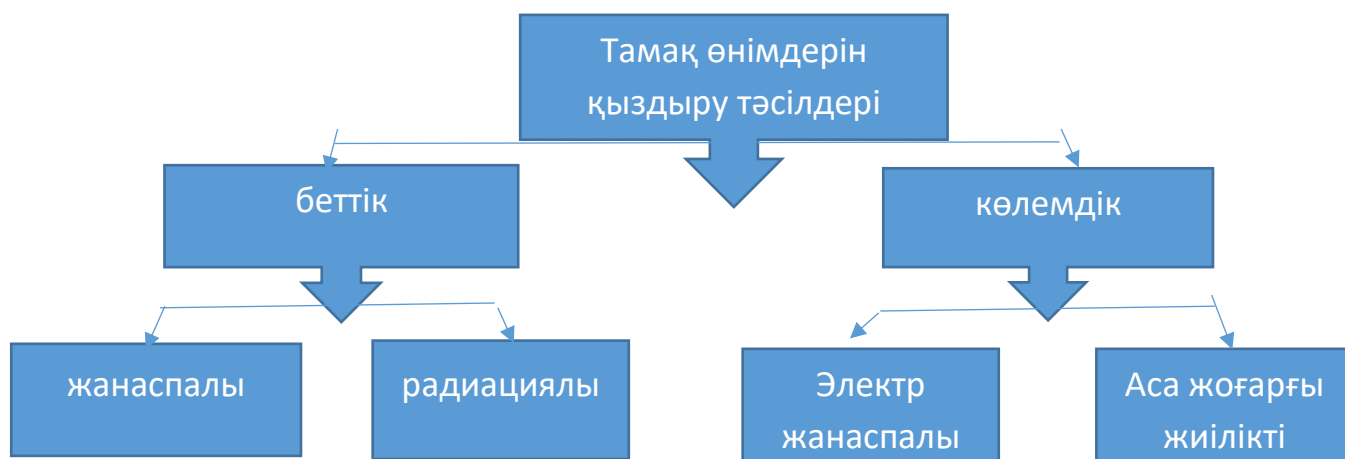 Тамақ өнімдерін
қыздыру тәсілдері
беттік
көлемдік
жанаспалы
радиациялы
Электр
жанаспалы
Аса жоғарғы
жиілікті